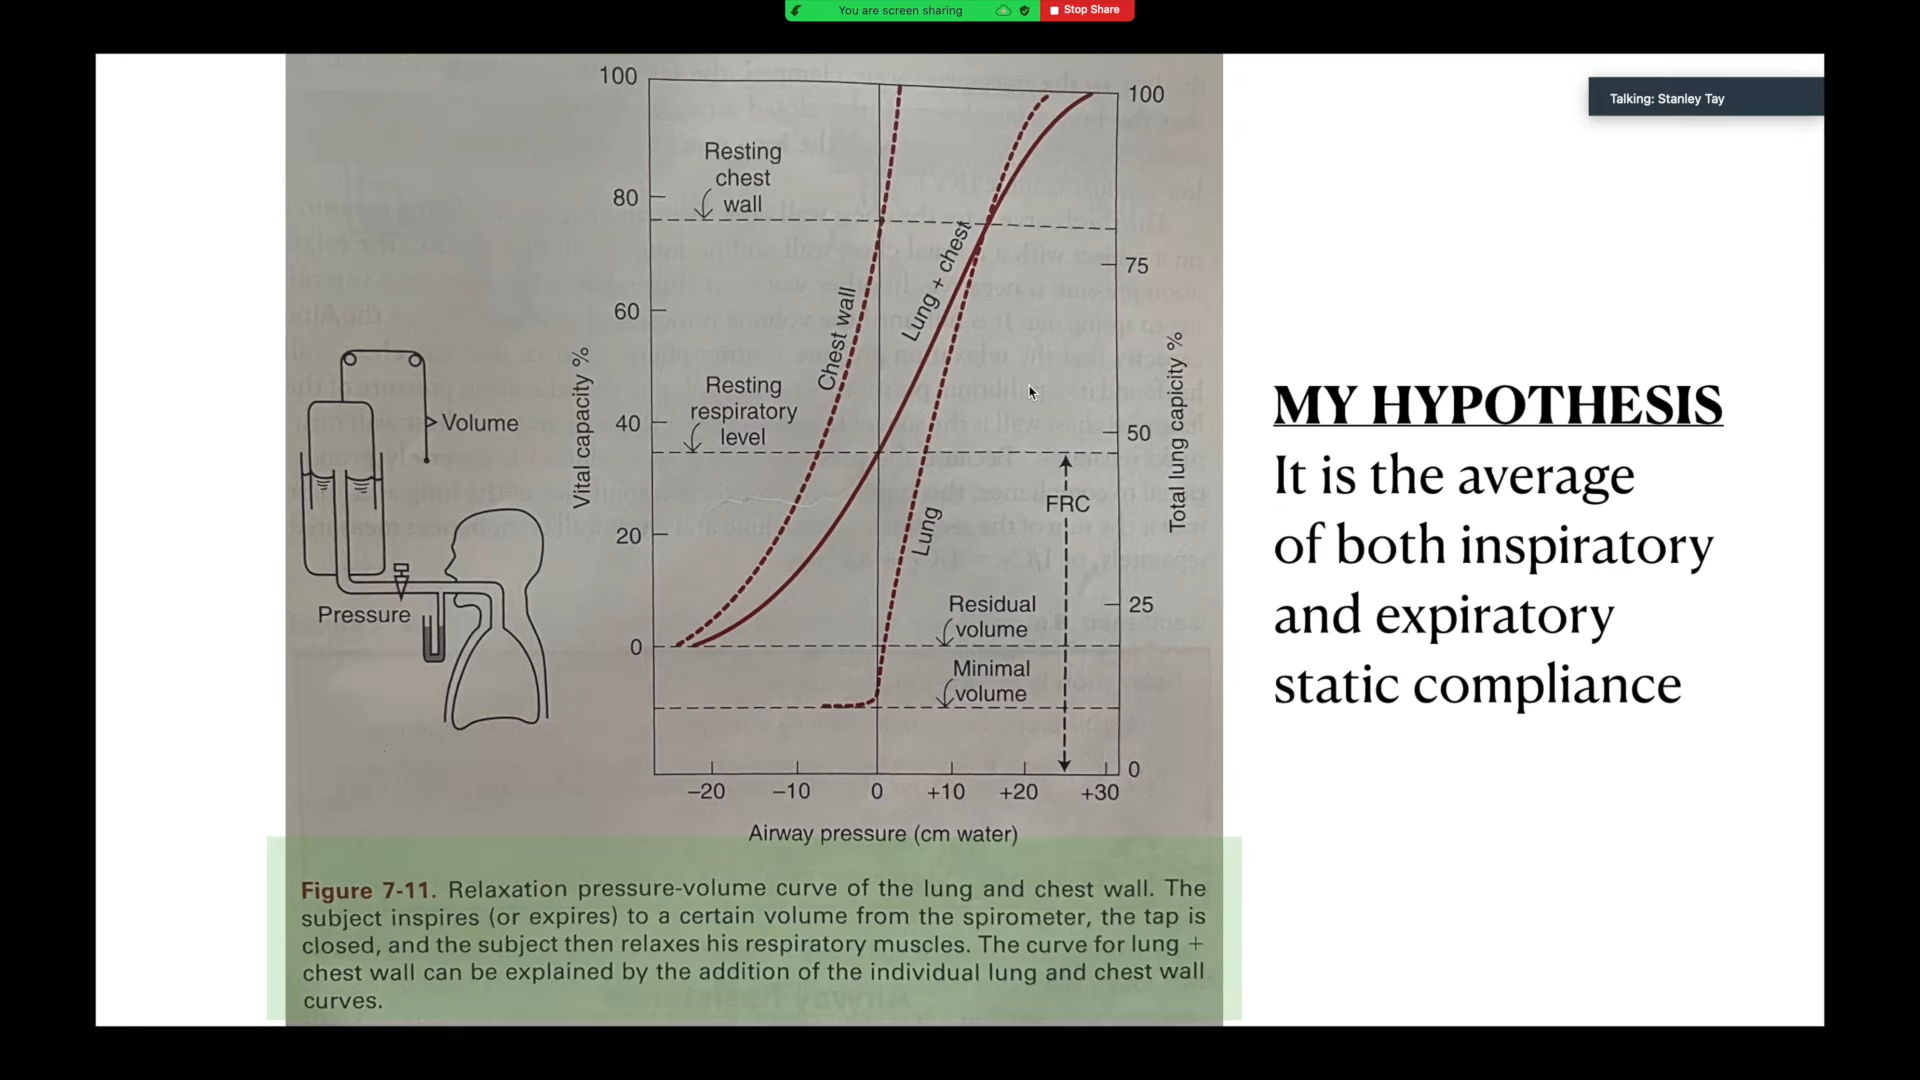 You are screen sharing
Stop Share
Talking: Stanley Tay
100
80
60
40
20
0
Vital capacity %
Resting
chest
wall
Resting
respiratory
level
Chest wall
Lung + chest
Lung
FRC
Residual
volume
Minimal
volume
100
75
50
25
0
Total lung capacity %
−20 −10 0 +10 +20 +30
Airway pressure (cm water)
Volume
Pressure
Figure 7-11. Relaxation pressure-volume curve of the lung and chest wall. The
subject inspires (or expires) to a certain volume from the spirometer, the tap is
closed, and the subject then relaxes his respiratory muscles. The curve for lung +
chest wall can be explained by the addition of the individual lung and chest wall
curves.
MY HYPOTHESIS
It is the average
of both inspiratory
and expiratory
static compliance